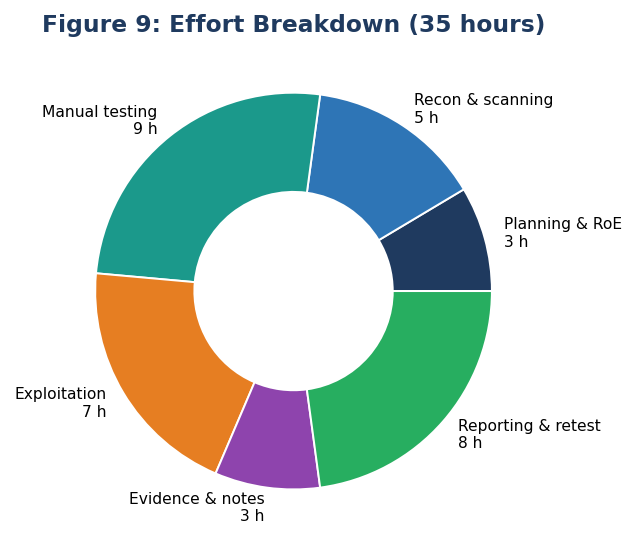 Figure 9: Effort Breakdown (35 hours)
Recon & scanning
5 h
Manual testing
9 h
Planning & RoE
3 h
Exploitation
7 h
Reporting & retest
8 h
Evidence & notes
3 h